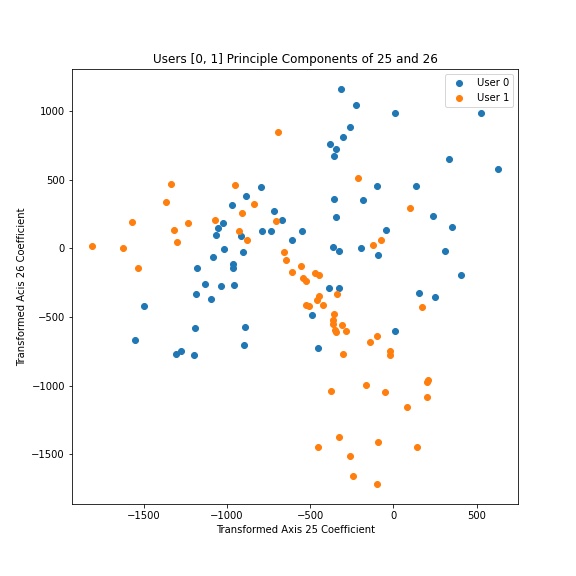 Users [0, 1] Principle Components of 25 and 26
User 0
User 1
Transformed Acis 26 Coefficient
1000
500
0
−500
−1000
−1500
−1500
−1000
−500
0
500
Transformed Axis 25 Coefficient